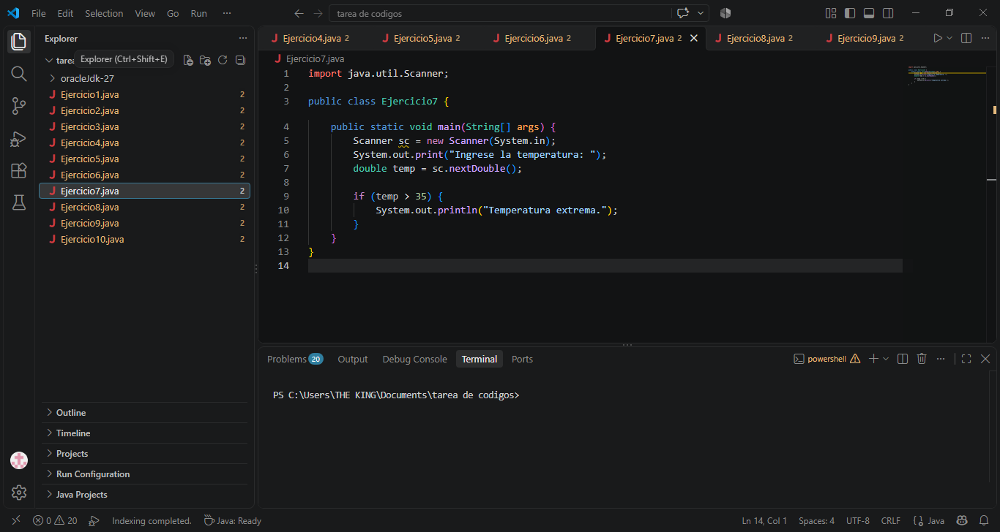 File Edit Selection View Go Run ···
tarea de codigos
Explorer
Explorer (Ctrl+Shift+E)
tarea
oracleJdk-27
Ejercicio1.java 2
Ejercicio2.java 2
Ejercicio3.java 2
Ejercicio4.java 2
Ejercicio5.java 2
Ejercicio6.java 2
Ejercicio7.java 2
Ejercicio8.java 2
Ejercicio9.java 2
Ejercicio10.java 2
Outline
Timeline
Projects
Run Configuration
Java Projects
Ejercicio4.java 2 Ejercicio5.java 2 Ejercicio6.java 2 Ejercicio7.java 2 Ejercicio8.java 2 Ejercicio9.java 2
Ejercicio7.java
1 import java.util.Scanner;
2
3 public class Ejercicio7 {
4 public static void main(String[] args) {
5 Scanner sc = new Scanner(System.in);
6 System.out.print("Ingrese la temperatura: ");
7 double temp = sc.nextDouble();
8
9 if (temp > 35) {
10 System.out.println("Temperatura extrema.");
11 }
12 }
13 }
14
Problems 20 Output Debug Console Terminal Ports powershell
PS C:\Users\THE KING\Documents\tarea de codigos>
0 20 Indexing completed. Java: Ready Ln 14, Col 1 Spaces: 4 UTF-8 CRLF {} Java